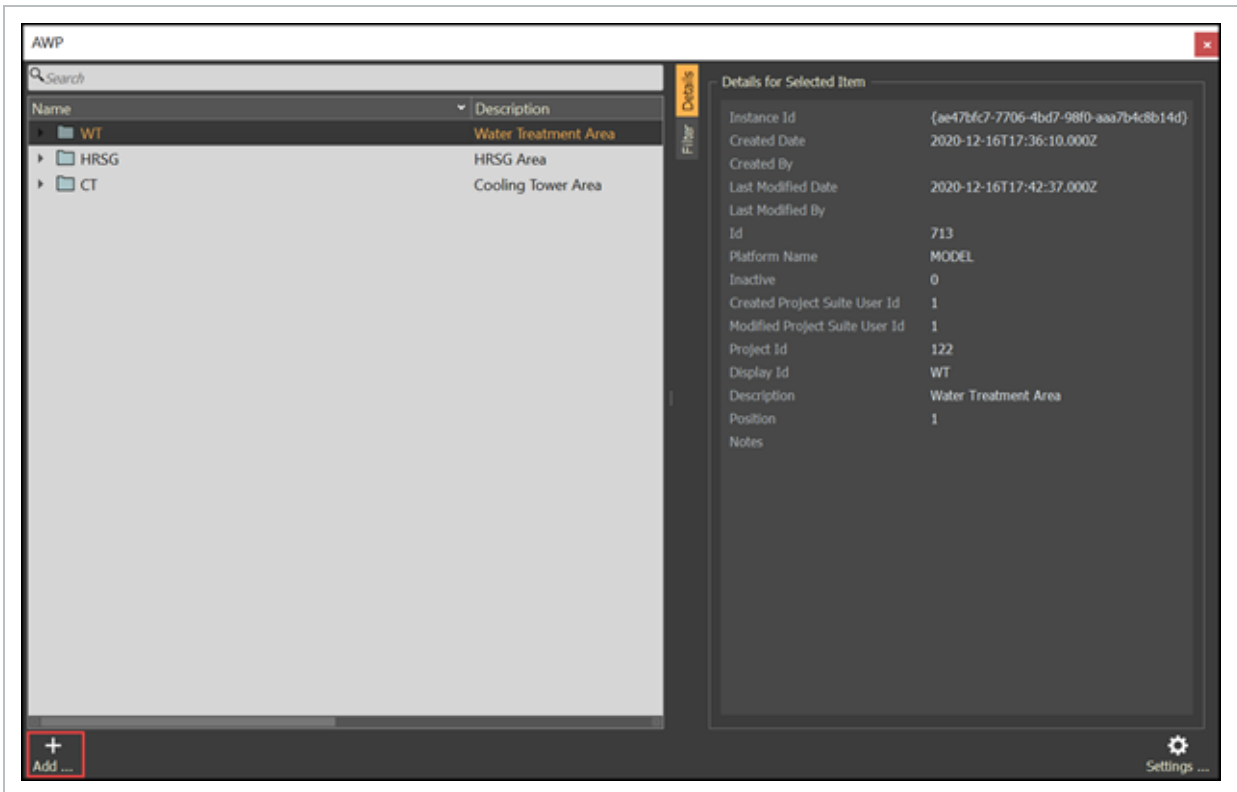 AWP
Search
Name Description
WT Water Treatment Area
HRSG HRSG Area
CT Cooling Tower Area
Details
Filter
Details for Selected Item
Instance Id {ae47bfc7-7706-4bd7-98f0-aaa7b4c8b14d}
Created Date 2020-12-16T17:36:10.000Z
Created By
Last Modified Date 2020-12-16T17:42:37.000Z
Last Modified By
Id 713
Platform Name MODEL
Inactive 0
Created Project Suite User Id 1
Modified Project Suite User Id 1
Project Id 122
Display Id WT
Description Water Treatment Area
Position 1
Notes
Add ...
Settings ...